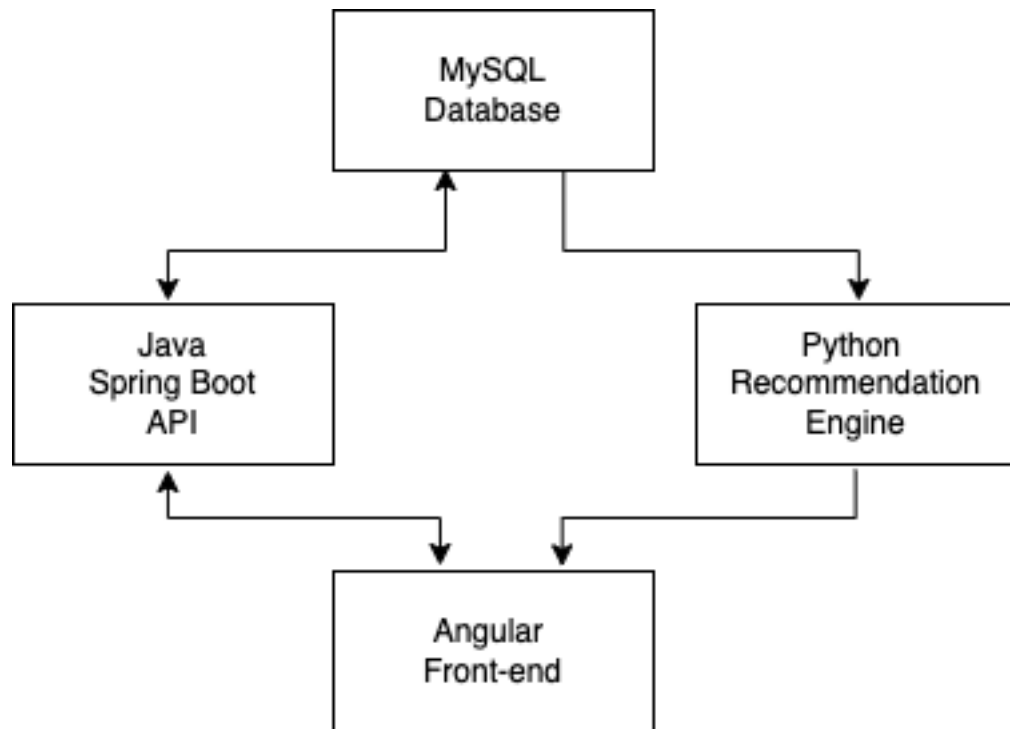 MySQL
Database
Java
Spring Boot
API
Python
Recommendation
Engine
Angular
Front-end